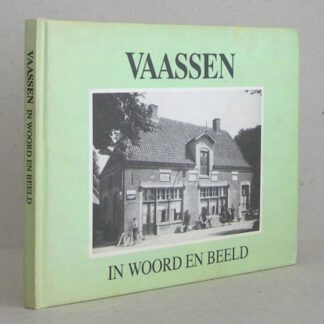 VAASSEN IN WOORD EN BEELD
VAASSEN
IN WOORD EN BEELD